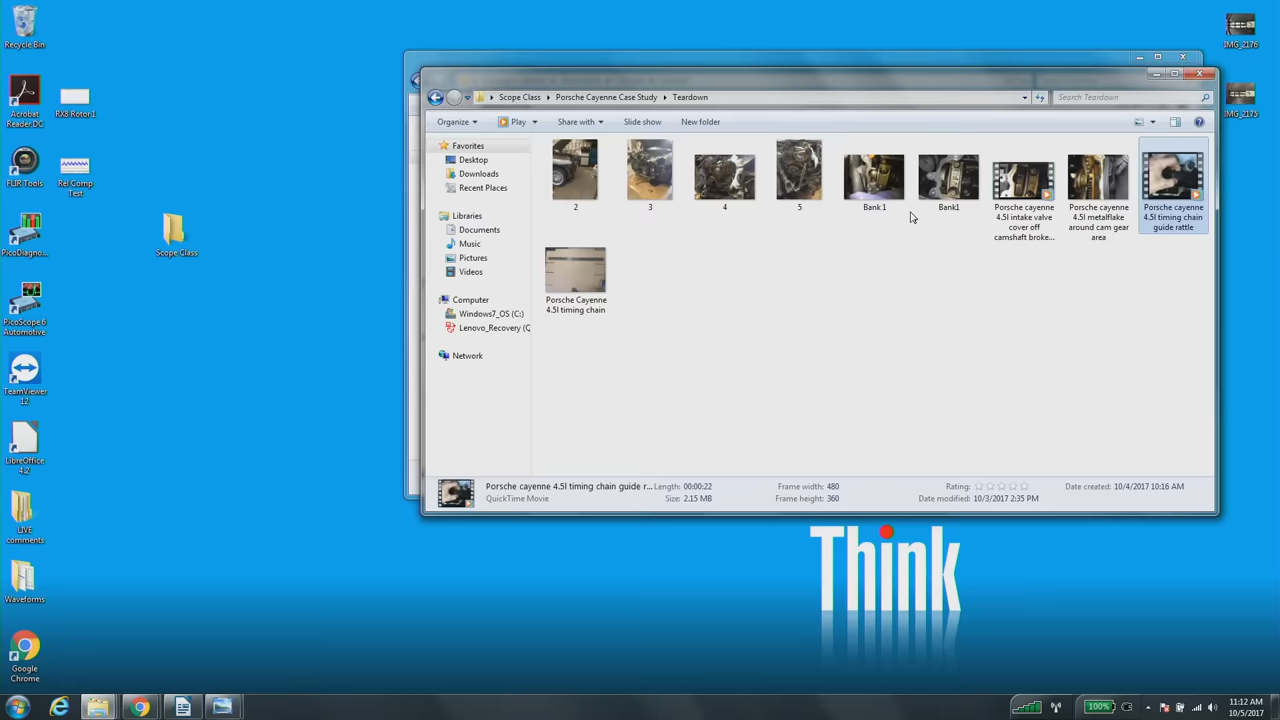 Recycle Bin
Acrobat
Reader DC
RX8 Rotor 1
FLIR Tools
Rel Comp
Test
PicoDiagno...
Scope Class
PicoScope 6
Automotive
TeamViewer
12
LibreOffice
4.2
LIVE
comments
Waveforms
Google
Chrome
IMG_2176
IMG_2175
Scope Class
Porsche Cayenne Case Study
Teardown
Search Teardown
Organize
Play
Share with
Slide show
New folder
Favorites
Desktop
Downloads
Recent Places
Libraries
Documents
Music
Pictures
Videos
Computer
Windows7_OS (C:)
Lenovo_Recovery (Q
Network
2
3
4
5
Bank 1
Bank1
Porsche cayenne
4.5l intake valve
cover off
camshaft broke...
Porsche cayenne
4.5l metalflake
around cam gear
area
Porsche cayenne
4.5l timing chain
guide rattle
Porsche Cayenne
4.5l timing chain
Porsche cayenne 4.5l timing chain guide r...
QuickTime Movie
Length: 00:00:22
Size: 2.15 MB
Frame width: 480
Frame height: 360
Rating:
Date modified: 10/3/2017 2:35 PM
Date created: 10/4/2017 10:16 AM
Think
100%
11:12 AM
10/5/2017